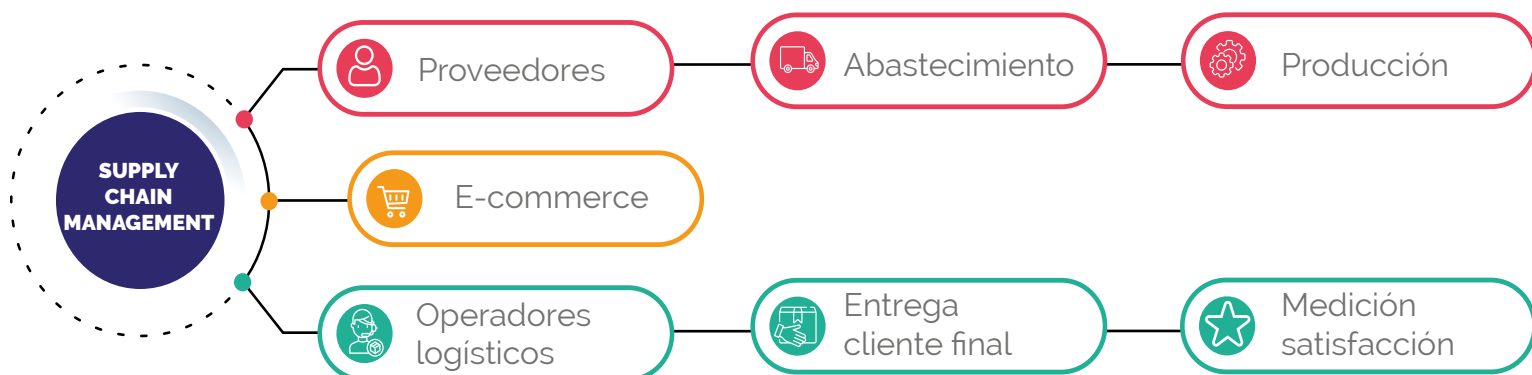 SUPPLY
CHAIN
MANAGEMENT
Proveedores
Abastecimiento
Producción
E-commerce
Operadores
logísticos
Entrega
cliente final
Medición
satisfacción